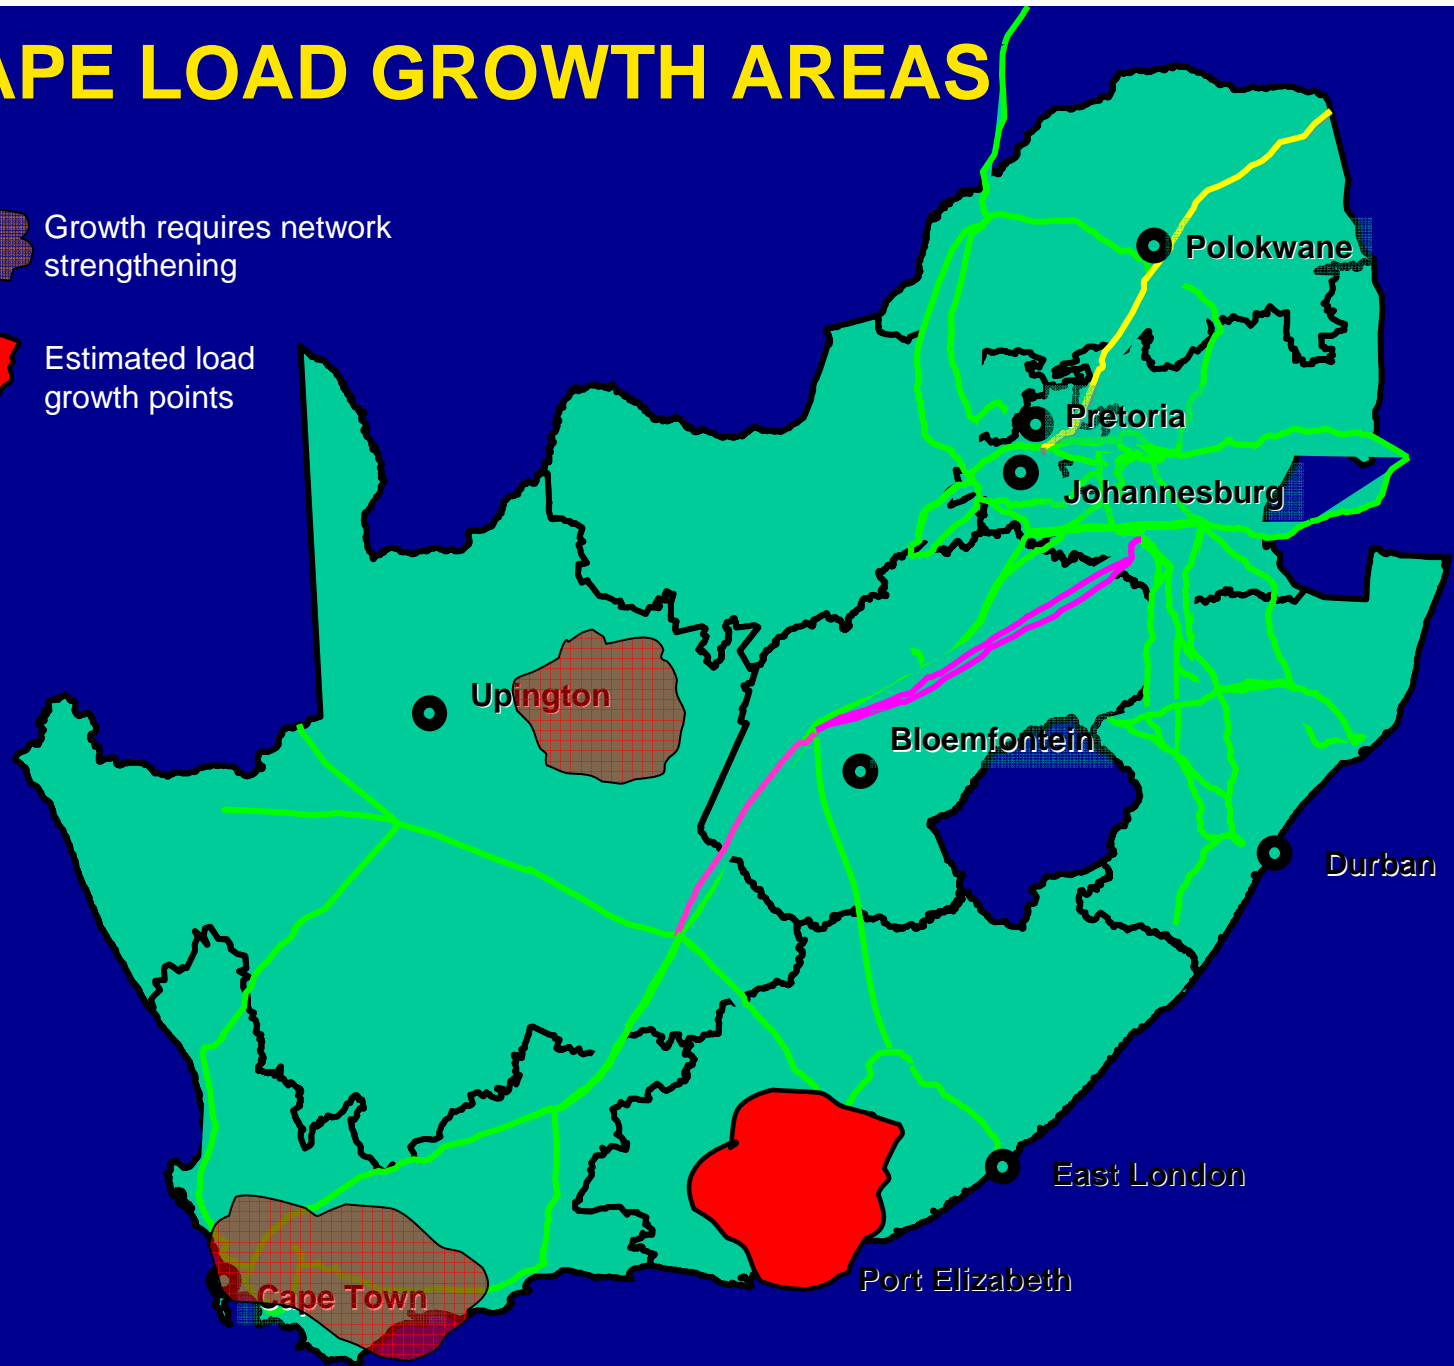 APE LOAD GROWTH AREAS
Growth requires network
strengthening
Estimated load
growth points
Polokwane
Pretoria
Johannesburg
Upington
Bloemfontein
Durban
East London
Port Elizabeth
Cape Town